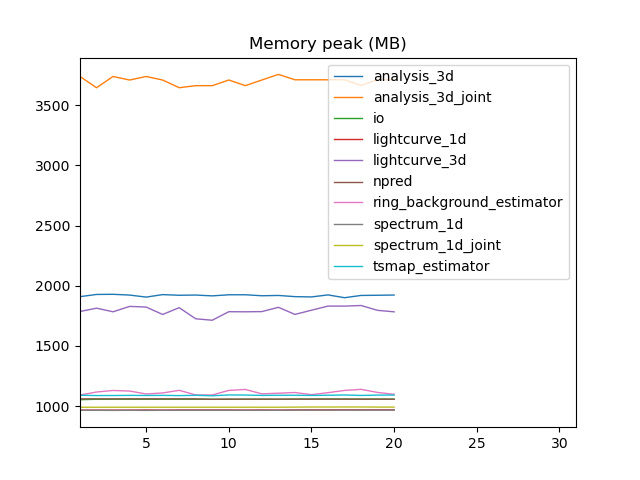 Memory peak (MB)
analysis_3d
analysis_3d_joint
io
lightcurve_1d
lightcurve_3d
npred
ring_background_estimator
spectrum_1d
spectrum_1d_joint
tsmap_estimator
3500
3000
2500
2000
1500
1000
5 10 15 20 25 30